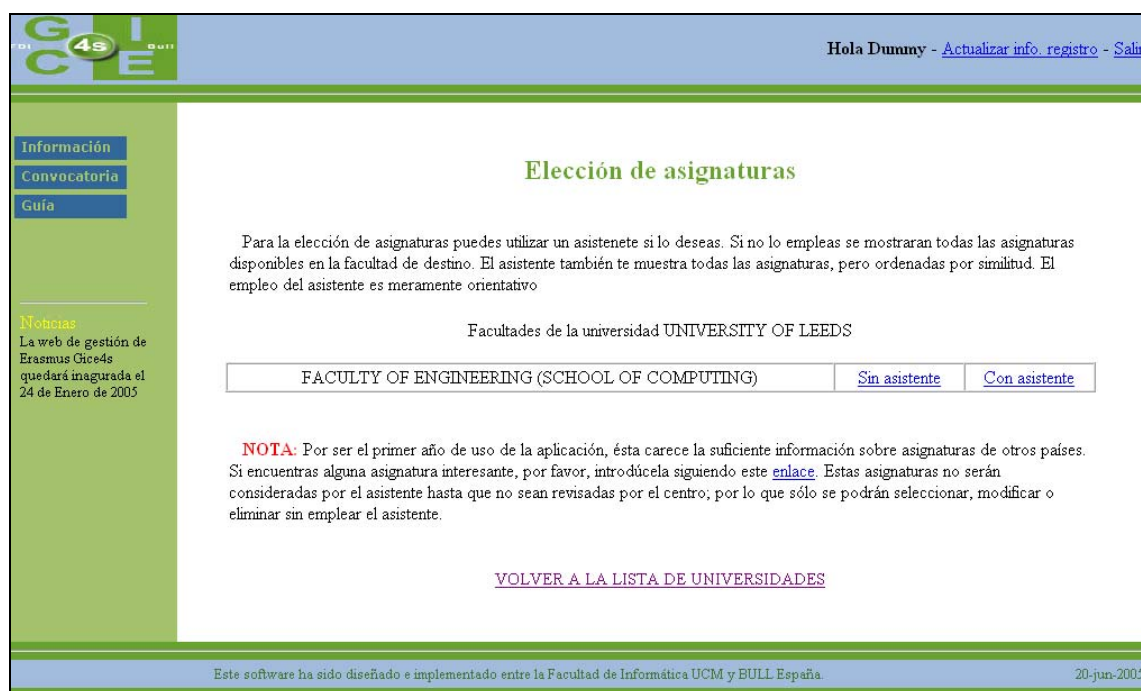 G I
FDI 4s Bull
C E
Hola Dummy - Actualizar info. registro - Salir
Información
Convocatoria
Guía
Noticias
La web de gestión de
Erasmus Gice4s
quedará inagurada el
24 de Enero de 2005
Elección de asignaturas
Para la elección de asignaturas puedes utilizar un asistenete si lo deseas. Si no lo empleas se mostraran todas las asignaturas
disponibles en la facultad de destino. El asistente también te muestra todas las asignaturas, pero ordenadas por similitud. El
empleo del asistente es meramente orientativo
Facultades de la universidad UNIVERSITY OF LEEDS
FACULTY OF ENGINEERING (SCHOOL OF COMPUTING) Sin asistente Con asistente
NOTA: Por ser el primer año de uso de la aplicación, ésta carece la suficiente información sobre asignaturas de otros países.
Si encuentras alguna asignatura interesante, por favor, introdúcela siguiendo este enlace. Estas asignaturas no serán
consideradas por el asistente hasta que no sean revisadas por el centro; por lo que sólo se podrán seleccionar, modificar o
eliminar sin emplear el asistente.
VOLVER A LA LISTA DE UNIVERSIDADES
Este software ha sido diseñado e implementado entre la Facultad de Informática UCM y BULL España. 20-jun-2005